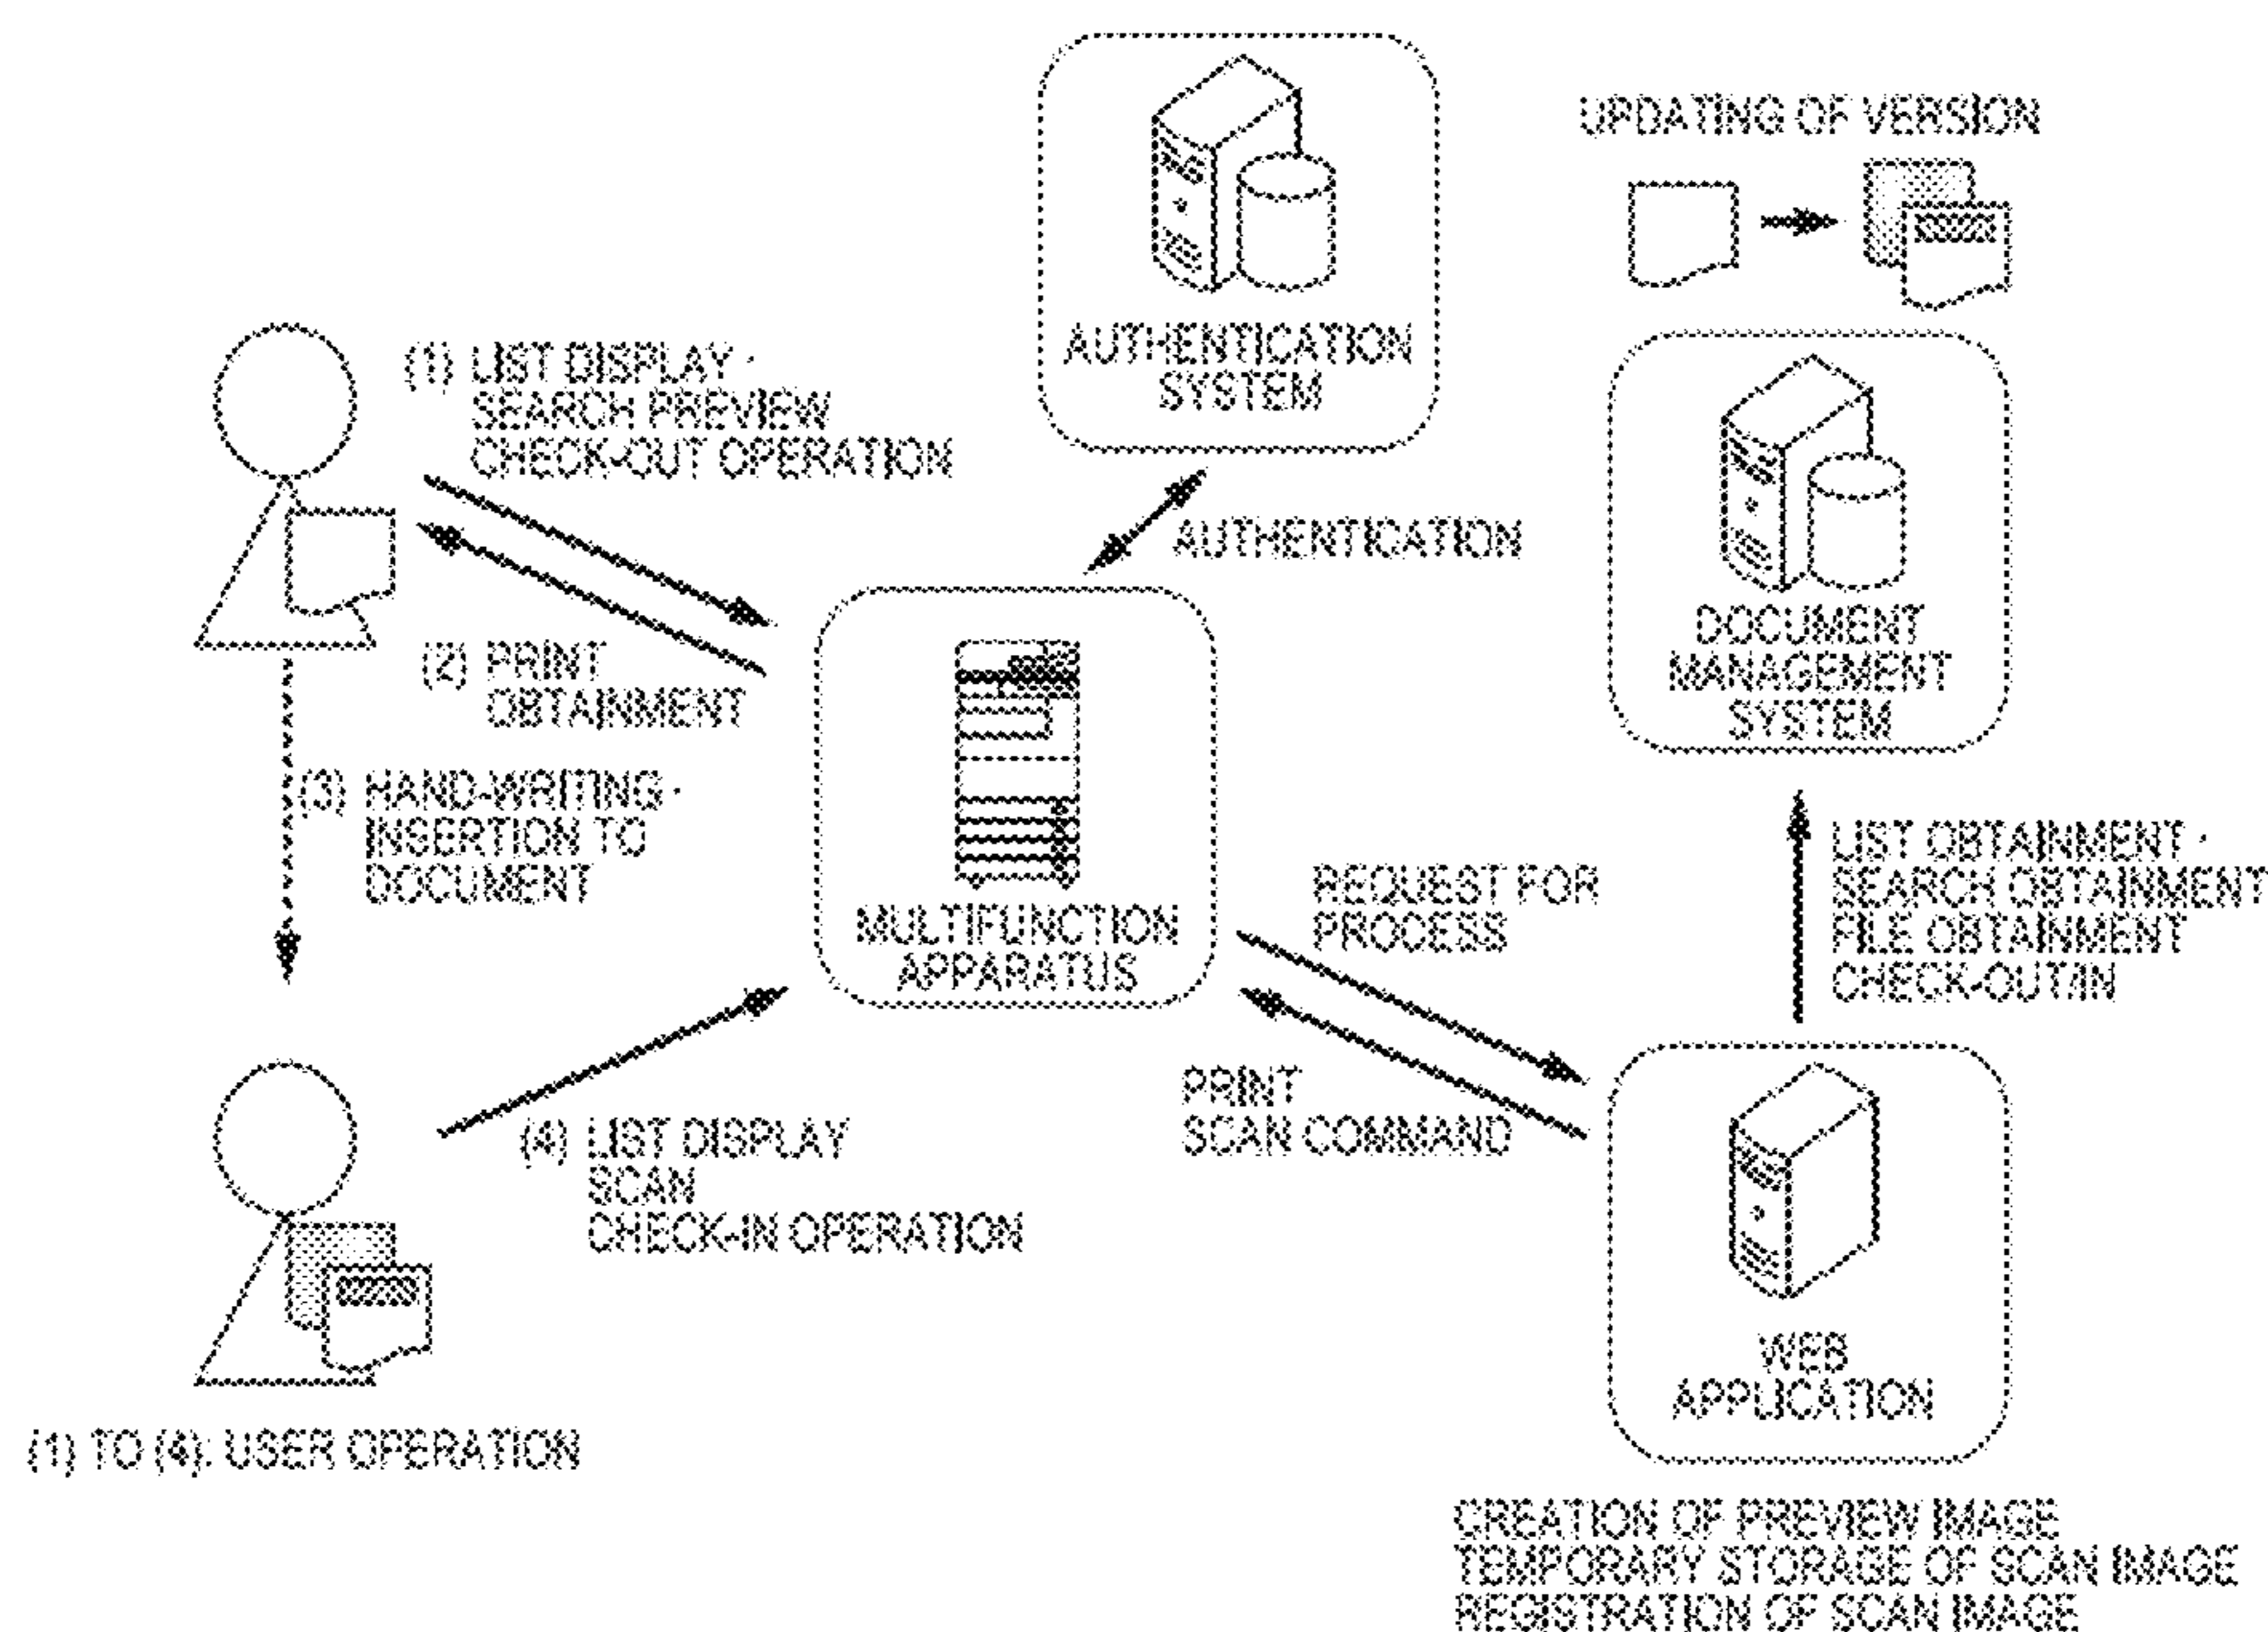 AUTHENTICATION
SYSTEM
UPDATING OF VERSION
(1) LIST DISPLAY ·
SEARCH PREVIEW
CHECK-OUT OPERATION
AUTHENTICATION
DOCUMENT
MANAGEMENT
SYSTEM
(2) PRINT
OBTAINMENT
(3) HAND-WRITING ·
INSERTION TO
DOCUMENT
MULTIFUNCTION
APPARATUS
REQUEST FOR
PROCESS
LIST OBTAINMENT ·
SEARCH OBTAINMENT
FILE OBTAINMENT
CHECK-OUT/IN
PRINT
SCAN COMMAND
(4) LIST DISPLAY
SCAN
CHECK-IN OPERATION
WEB
APPLICATION
(1) TO (4): USER OPERATION
CREATION OF PREVIEW IMAGE
TEMPORARY STORAGE OF SCAN IMAGE
REGISTRATION OF SCAN IMAGE